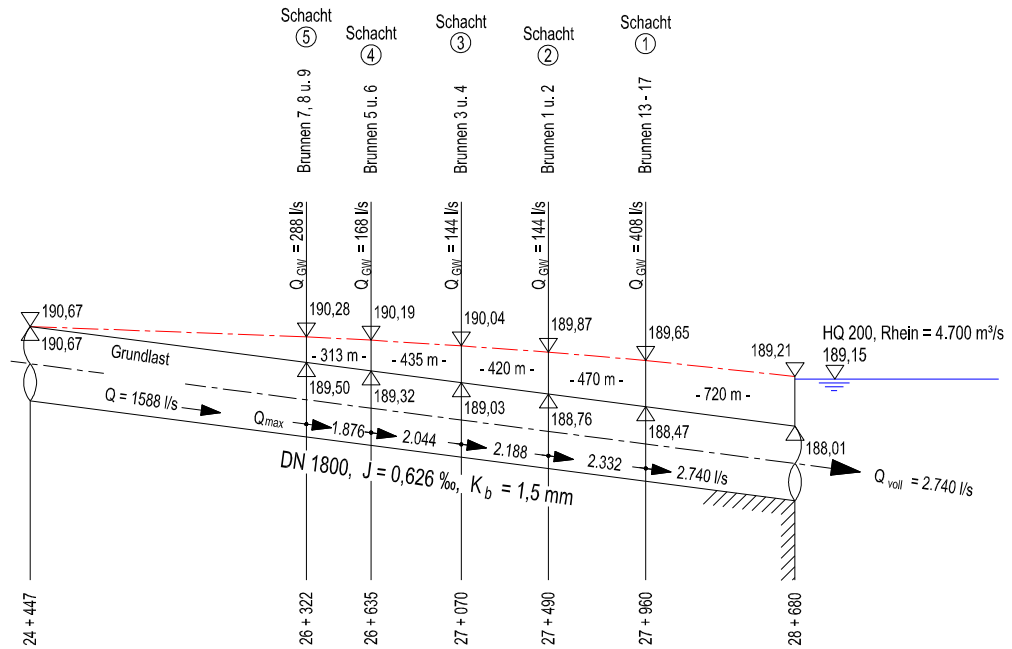 Schacht
5
Schacht
4
Schacht
3
Schacht
2
Schacht
1
Brunnen 7, 8 u. 9
Brunnen 5 u. 6
Brunnen 3 u. 4
Brunnen 1 u. 2
Brunnen 13 - 17
Q GW = 288 l/s
Q GW = 168 l/s
Q GW = 144 l/s
Q GW = 144 l/s
Q GW = 408 l/s
190,67
190,28
190,19
190,04
189,87
189,65
189,21
HQ 200, Rhein = 4.700 m³/s
189,15
190,67
Grundlast
- 313 m -
- 435 m -
- 420 m -
- 470 m -
- 720 m -
189,50
189,32
189,03
188,76
188,47
188,01
Q = 1588 l/s
Qmax
1.876
2.044
2.188
2.332
2.740 l/s
Q voll = 2.740 l/s
DN 1800, J = 0,626 ‰, K b = 1,5 mm
24 + 447
26 + 322
26 + 635
27 + 070
27 + 490
27 + 960
28 + 680